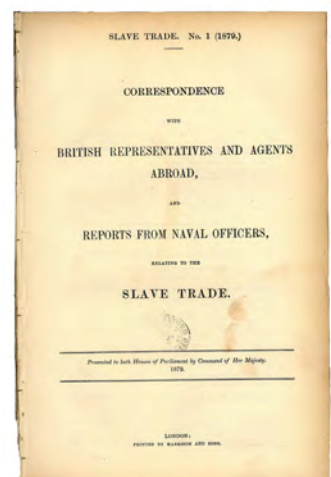 SLAVE TRADE. No. 1 (1879.)
CORRESPONDENCE
WITH
BRITISH REPRESENTATIVES AND AGENTS
ABROAD,
AND
REPORTS FROM NAVAL OFFICERS,
RELATING TO THE
SLAVE TRADE.
Presented to both Houses of Parliament by Command of Her Majesty.
1879.
LONDON:
PRINTED BY HARRISON AND SONS.